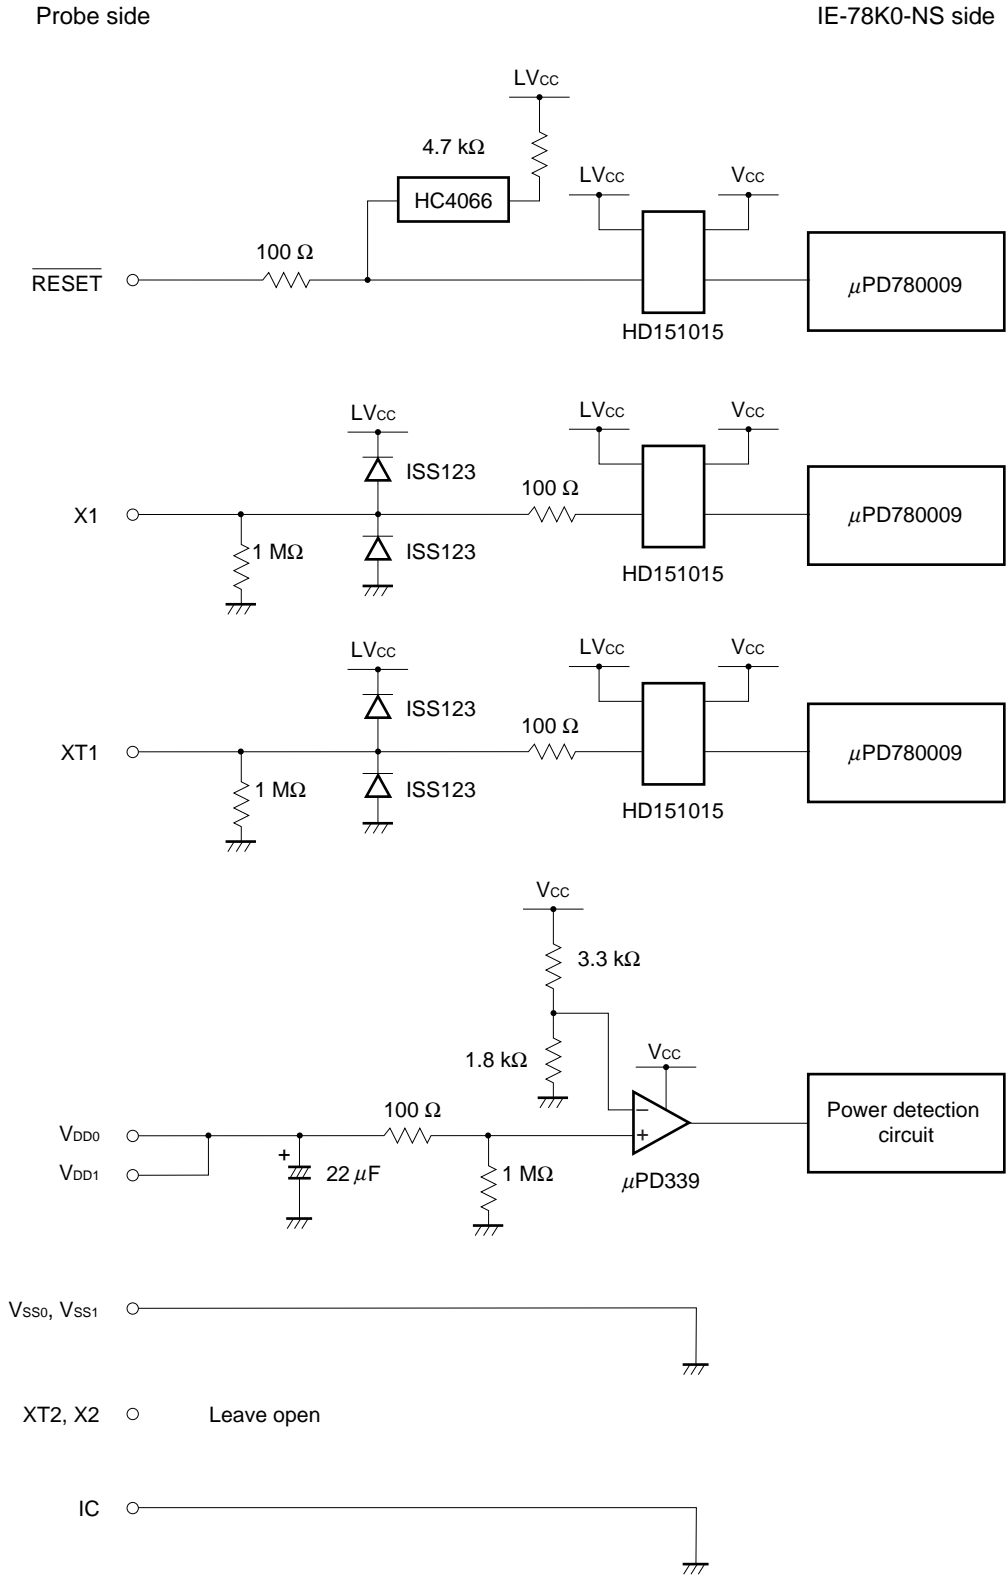 Probe side
IE-78K0-NS side
LVCC
4.7 kΩ
HC4066
LVCC
VCC
100 Ω
RESET
μPD780009
HD151015
LVCC
LVCC
VCC
ISS123
100 Ω
X1
μPD780009
1 MΩ
ISS123
HD151015
LVCC
LVCC
VCC
ISS123
100 Ω
XT1
μPD780009
1 MΩ
ISS123
HD151015
VCC
3.3 kΩ
1.8 kΩ
VCC
100 Ω
Power detection
circuit
VDD0
−
+
VDD1
+
22 μF
1 MΩ
μPD339
VSS0, VSS1
XT2, X2
Leave open
IC